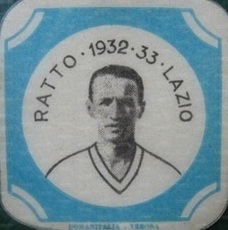 RATTO · 1932 · 33 · LAZIO